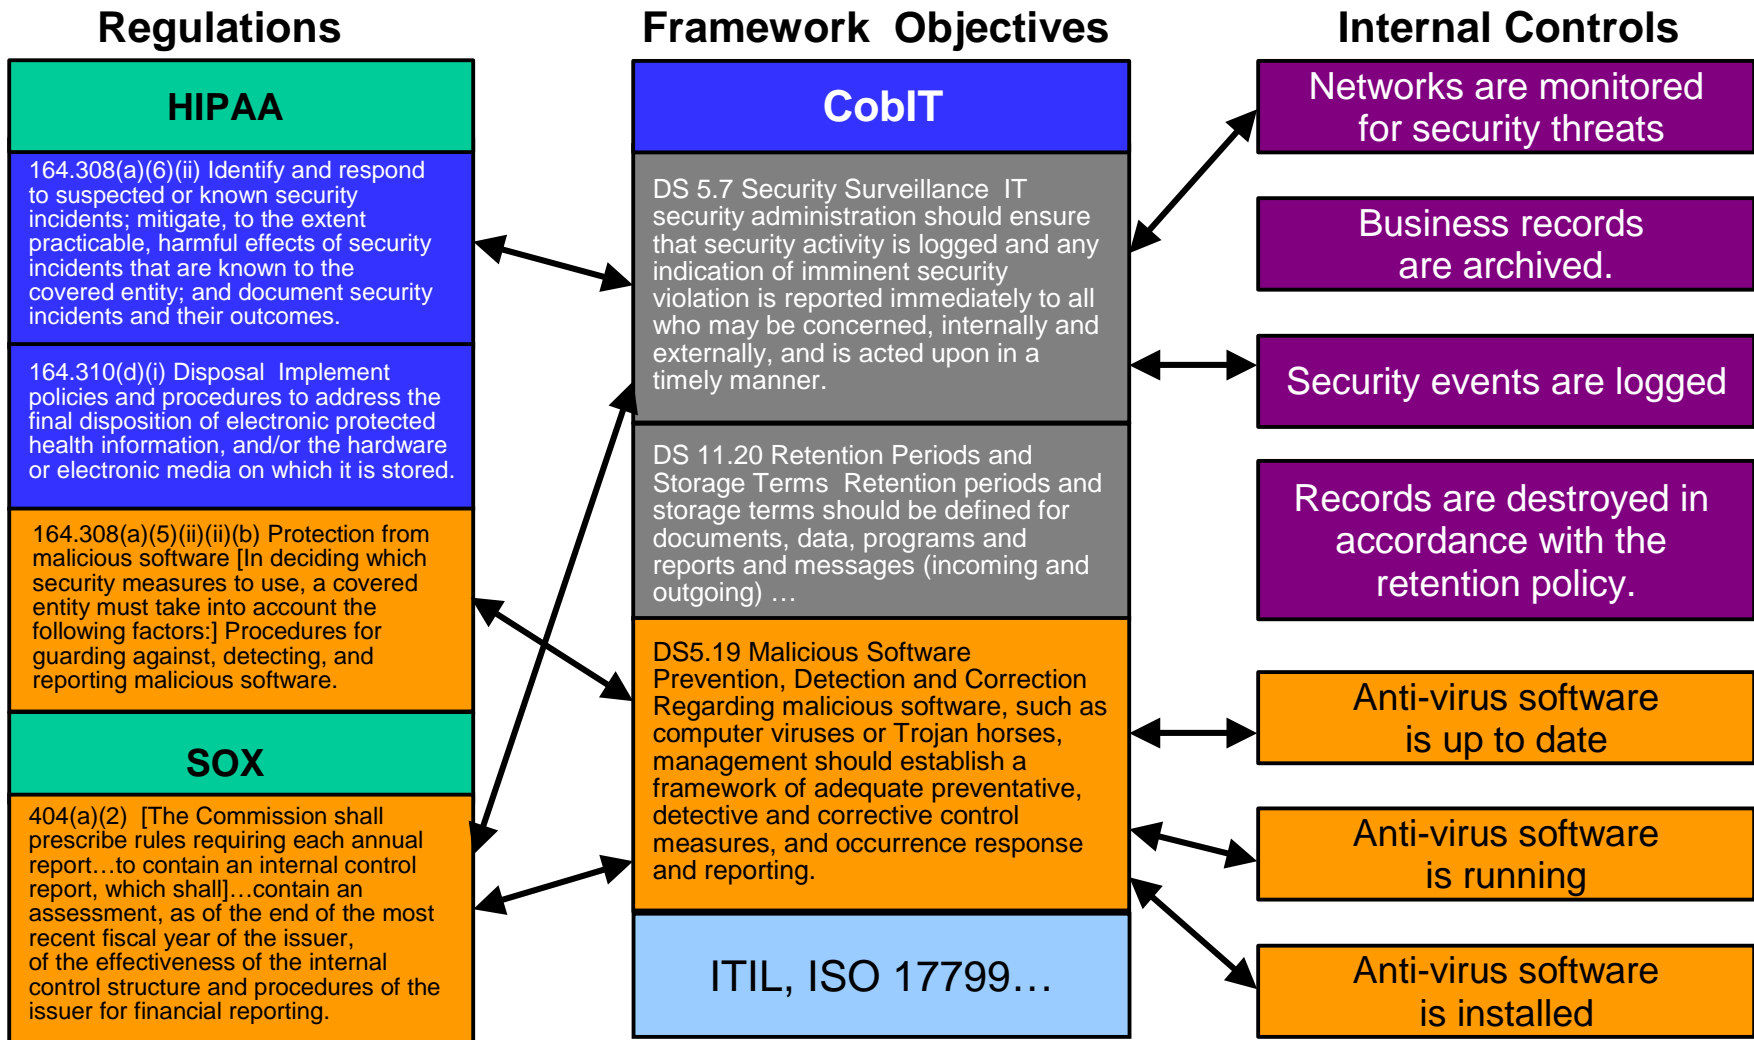 Regulations
HIPAA
164.308(a)(6)(ii) Identify and respond
to suspected or known security
incidents; mitigate, to the extent
practicable, harmful effects of security
incidents that are known to the
covered entity; and document security
incidents and their outcomes.
164.310(d)(i) Disposal  Implement
policies and procedures to address the
final disposition of electronic protected
health information, and/or the hardware
or electronic media on which it is stored.
164.308(a)(5)(ii)(ii)(b) Protection from
malicious software [In deciding which
security measures to use, a covered
entity must take into account the
following factors:] Procedures for
guarding against, detecting, and
reporting malicious software.
SOX
404(a)(2)  [The Commission shall
prescribe rules requiring each annual
report…to contain an internal control
report, which shall]…contain an
assessment, as of the end of the most
recent fiscal year of the issuer,
of the effectiveness of the internal
control structure and procedures of the
issuer for financial reporting.
Framework  Objectives
CobIT
DS 5.7 Security Surveillance  IT
security administration should ensure
that security activity is logged and any
indication of imminent security
violation is reported immediately to all
who may be concerned, internally and
externally, and is acted upon in a
timely manner.
DS 11.20 Retention Periods and
Storage Terms  Retention periods and
storage terms should be defined for
documents, data, programs and
reports and messages (incoming and
outgoing) …
DS5.19 Malicious Software
Prevention, Detection and Correction
Regarding malicious software, such as
computer viruses or Trojan horses,
management should establish a
framework of adequate preventative,
detective and corrective control
measures, and occurrence response
and reporting.
ITIL, ISO 17799…
Internal Controls
Networks are monitored
for security threats
Business records
are archived.
Security events are logged
Records are destroyed in
accordance with the
retention policy.
Anti-virus software
is up to date
Anti-virus software
is running
Anti-virus software
is installed